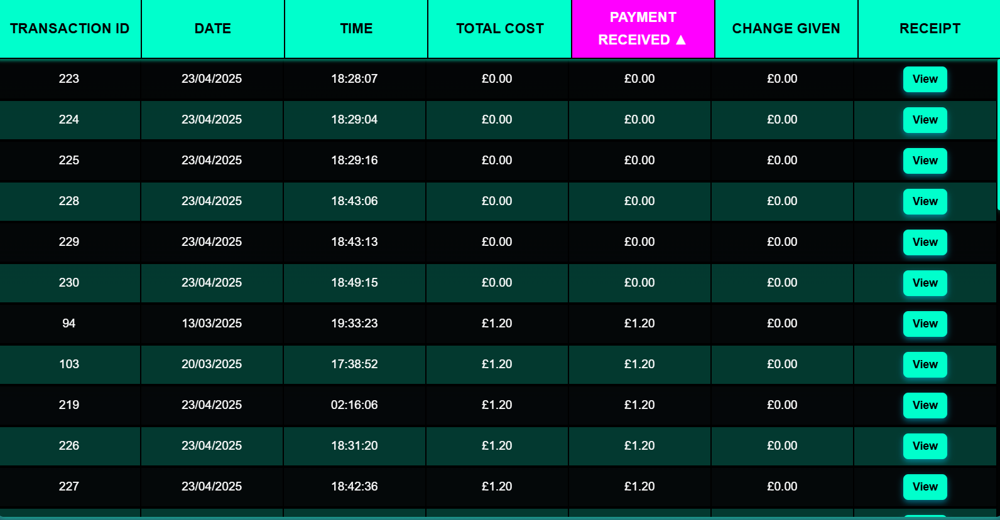 TRANSACTION ID DATE TIME TOTAL COST PAYMENT RECEIVED ▲ CHANGE GIVEN RECEIPT
223 23/04/2025 18:28:07 £0.00 £0.00 £0.00 View
224 23/04/2025 18:29:04 £0.00 £0.00 £0.00 View
225 23/04/2025 18:29:16 £0.00 £0.00 £0.00 View
228 23/04/2025 18:43:06 £0.00 £0.00 £0.00 View
229 23/04/2025 18:43:13 £0.00 £0.00 £0.00 View
230 23/04/2025 18:49:15 £0.00 £0.00 £0.00 View
94 13/03/2025 19:33:23 £1.20 £1.20 £0.00 View
103 20/03/2025 17:38:52 £1.20 £1.20 £0.00 View
219 23/04/2025 02:16:06 £1.20 £1.20 £0.00 View
226 23/04/2025 18:31:20 £1.20 £1.20 £0.00 View
227 23/04/2025 18:42:36 £1.20 £1.20 £0.00 View